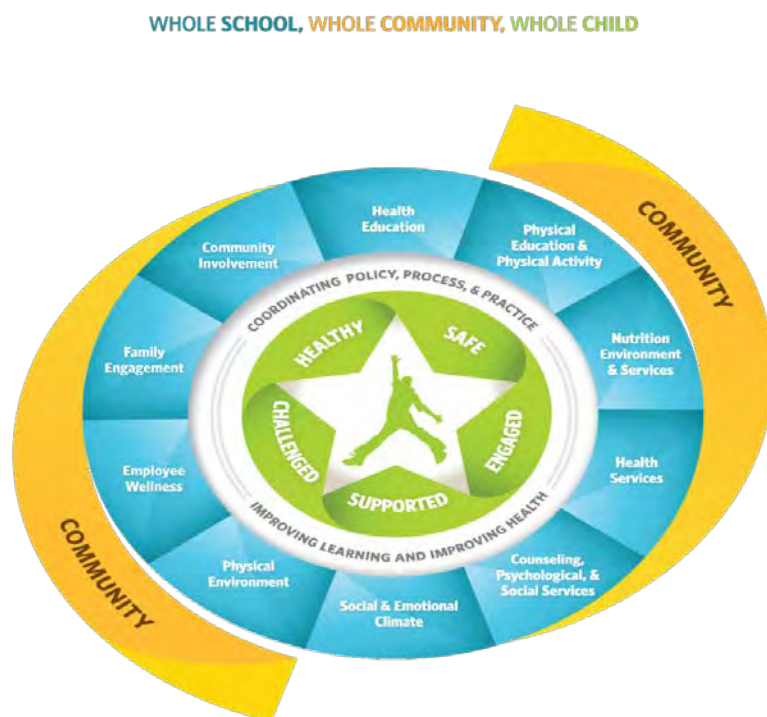 WHOLE SCHOOL, WHOLE COMMUNITY, WHOLE CHILD
COMMUNITY
Health
Education
Physical
Education &
Physical Activity
Nutrition
Environment
& Services
Health
Services
Counseling,
Psychological, &
Social Services
Social & Emotional
Climate
Physical
Environment
Employee
Wellness
Family
Engagement
Community
Involvement
COORDINATING POLICY, PROCESS, & PRACTICE
HEALTHY
SAFE
ENGAGED
SUPPORTED
CHALLENGED
IMPROVING LEARNING AND IMPROVING HEALTH
COMMUNITY